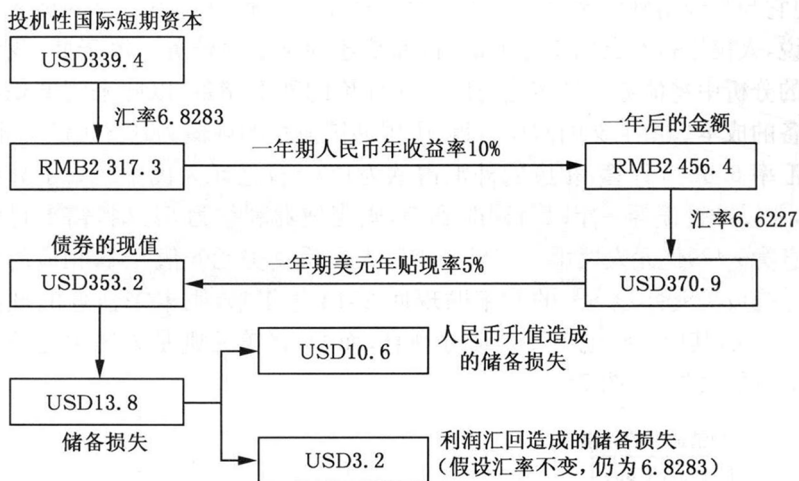 投机性国际短期资本
USD339.4
汇率6.8283
一年后的金额
RMB2 317.3
一年期人民币年收益率10%
RMB2 456.4
汇率6.6227
债券的现值
USD353.2
一年期美元年贴现率5%
USD370.9
人民币升值造成
的储备损失
USD10.6
USD13.8
储备损失
USD3.2
利润汇回造成的储备损失
(假设汇率不变,仍为6.8283)